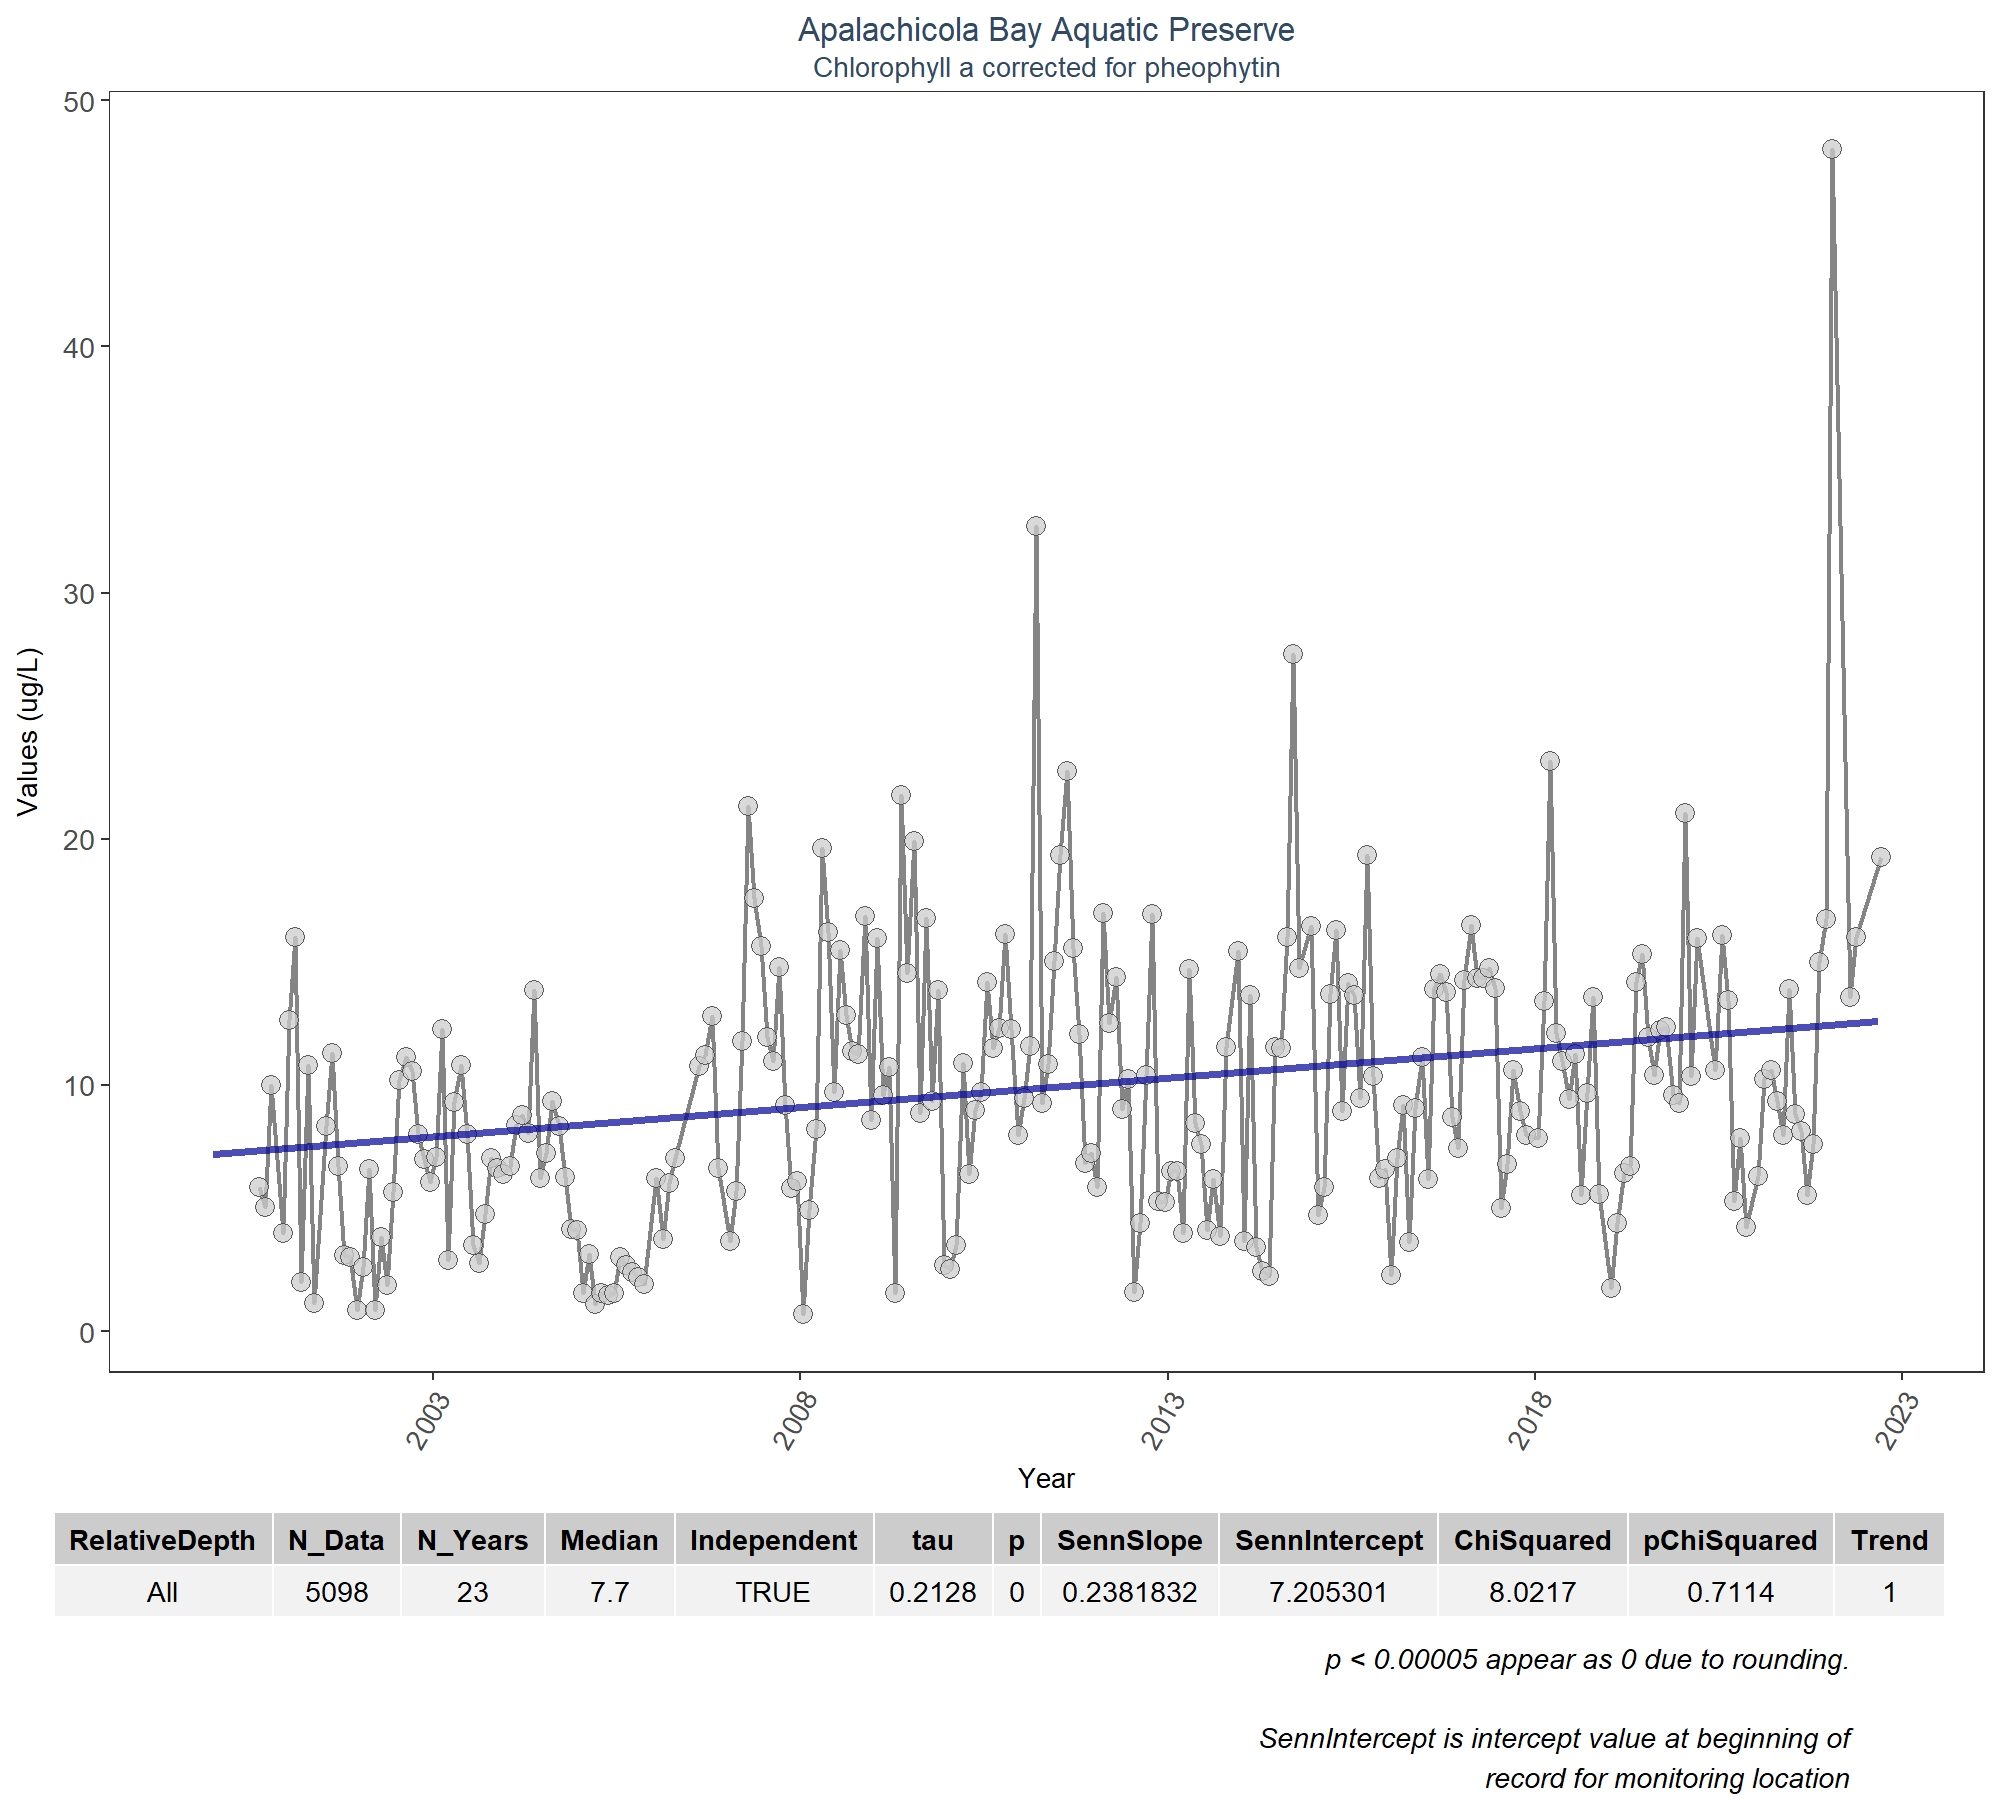 Apalachicola Bay Aquatic Preserve
Chlorophyll a corrected for pheophytin
50
40
30
20
10
0
Values (ug/L)
2003 2008 2013 2018 2023
Year
RelativeDepth N_Data N_Years Median Independent tau p SennSlope SennIntercept ChiSquared pChiSquared Trend
All 5098 23 7.7 TRUE 0.2128 0 0.2381832 7.205301 8.0217 0.7114 1
p < 0.00005 appear as 0 due to rounding.
SennIntercept is intercept value at beginning of
record for monitoring location